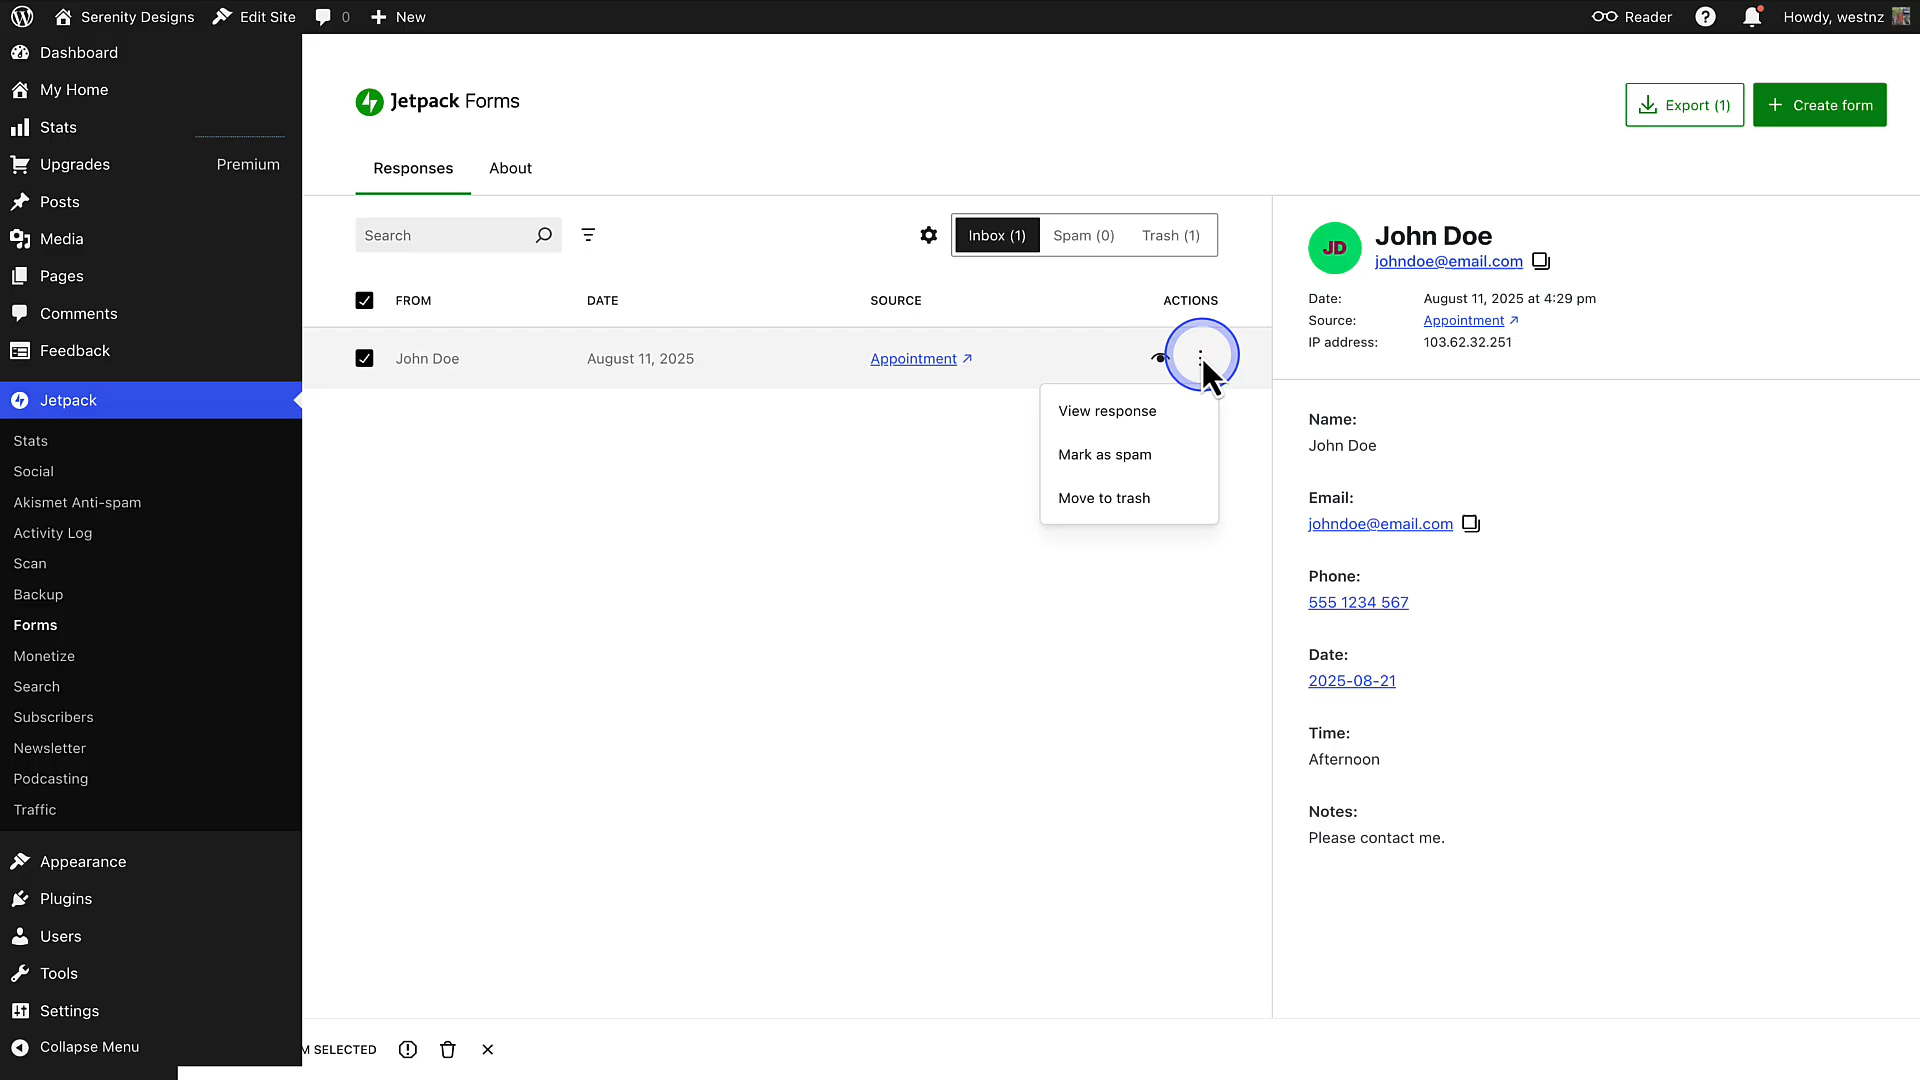 Serenity Designs Edit Site 0 New Reader Howdy, westnz
Dashboard
My Home
Stats
Upgrades Premium
Posts
Media
Pages
Comments
Feedback
Jetpack
Stats
Social
Akismet Anti-spam
Activity Log
Scan
Backup
Forms
Monetize
Search
Subscribers
Newsletter
Podcasting
Traffic
Appearance
Plugins
Users
Tools
Settings
Collapse Menu
Jetpack Forms
Export (1) Create form
Responses About
Search Inbox (1) Spam (0) Trash (1)
FROM DATE SOURCE ACTIONS
John Doe August 11, 2025 Appointment ↗
View response
Mark as spam
Move to trash
M SELECTED
JD John Doe
johndoe@email.com
Date: August 11, 2025 at 4:29 pm
Source: Appointment ↗
IP address: 103.62.32.251
Name:
John Doe
Email:
johndoe@email.com
Phone:
555 1234 567
Date:
2025-08-21
Time:
Afternoon
Notes:
Please contact me.